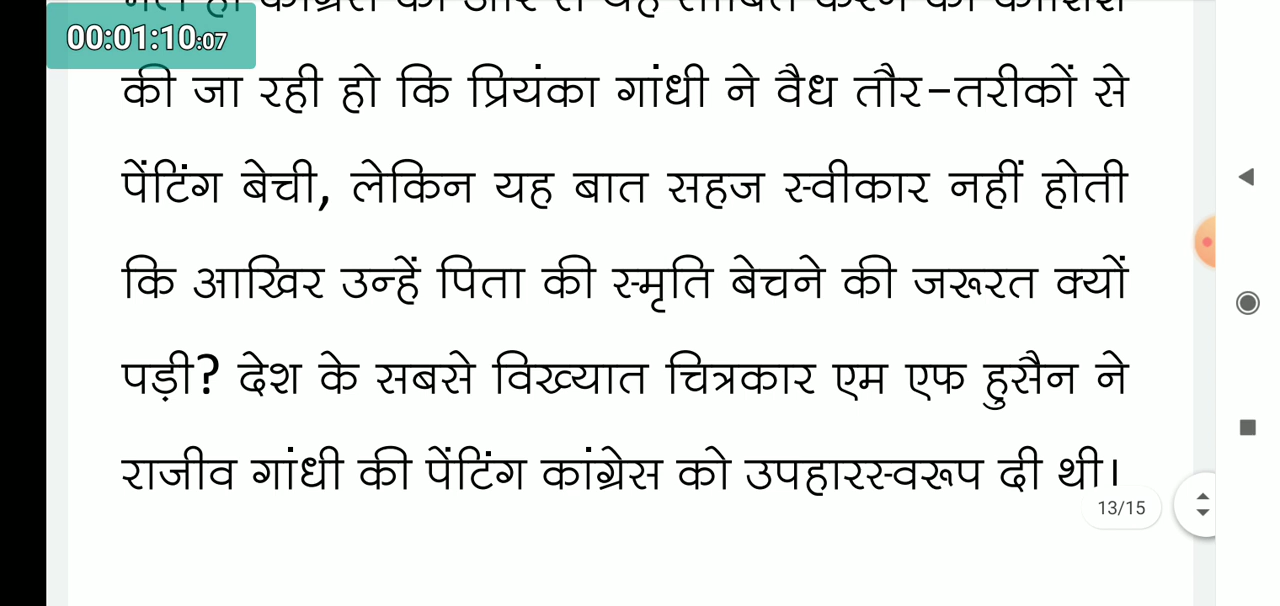 00:01:10:07
की जा रही हो कि प्रियंका गांधी ने वैध तौर-तरीकों से
पेंटिंग बेची, लेकिन यह बात सहज स्वीकार नहीं होती
कि आखिर उन्हें पिता की स्मृति बेचने की जरूरत क्यों
पड़ी? देश के सबसे विख्यात चित्रकार एम एफ हुसैन ने
राजीव गांधी की पेंटिंग कांग्रेस को उपहारस्वरूप दी थी।
13/15